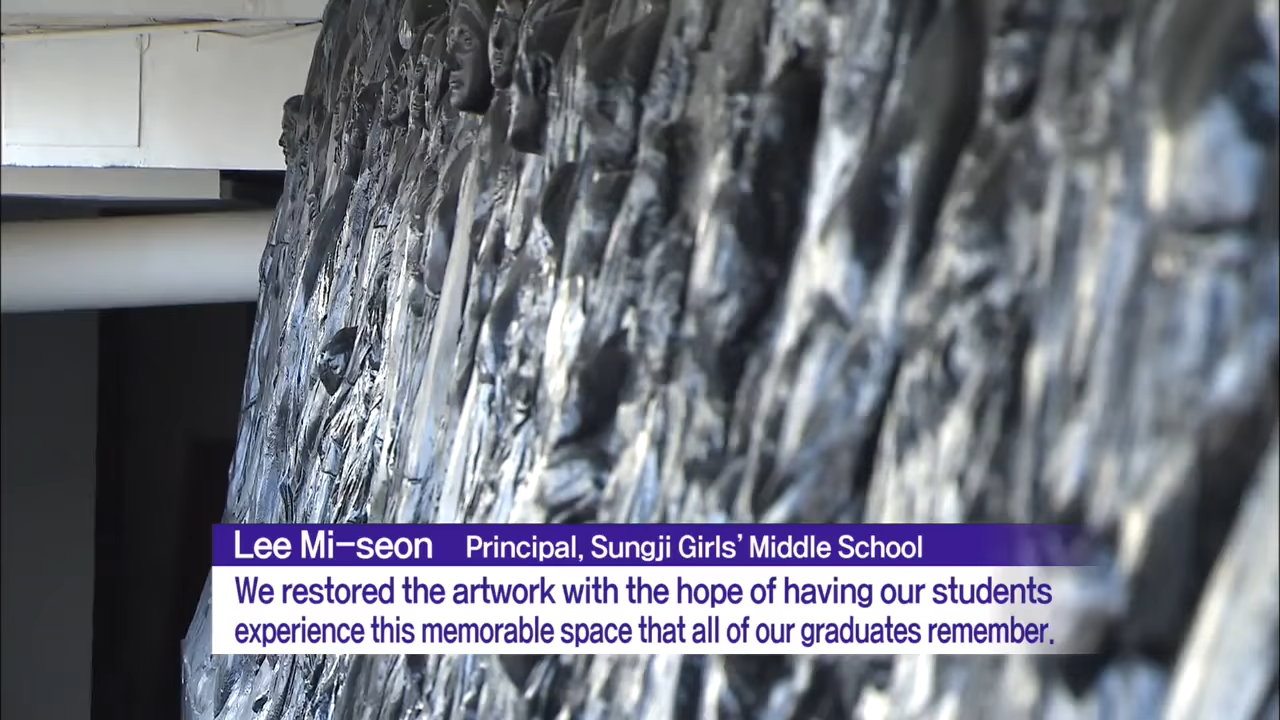 Lee Mi-seon Principal, Sungji Girls' Middle School
We restored the artwork with the hope of having our students
experience this memorable space that all of our graduates remember.